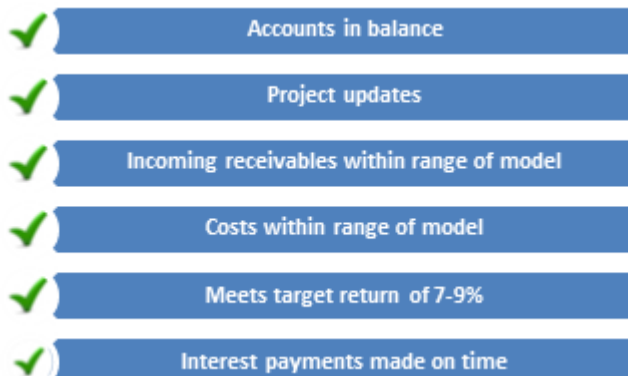 Accounts in balance
Project updates
Incoming receivables within range of model
Costs within range of model
Meets target return of 7-9%
Interest payments made on time